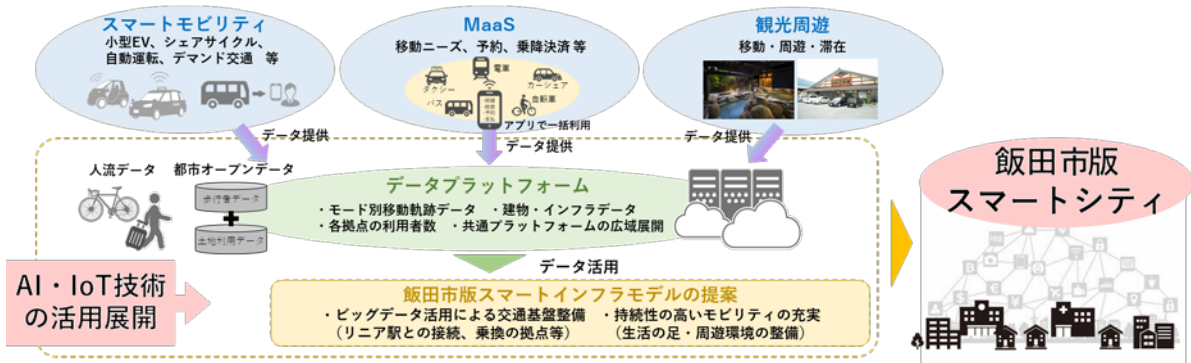 スマートモビリティ
小型EV、シェアサイクル、
自動運転、デマンド交通　等
MaaS
移動ニーズ、予約、乗降決済 等
電車
タクシー
カーシェア
バス
自転車
アプリで一括利用
観光周遊
移動・周遊・滞在
データ提供
データ提供
データ提供
人流データ
都市オープンデータ
歩行者データ
土地利用データ
データプラットフォーム
・モード別移動軌跡データ　・建物・インフラデータ
・各拠点の利用者数　・共通プラットフォームの広域展開
データ活用
AI・IoT技術
の活用展開
飯田市版スマートインフラモデルの提案
・ビッグデータ活用による交通基盤整備　・持続性の高いモビリティの充実
（リニア駅との接続、乗換の拠点等）　（生活の足・周遊環境の整備）
飯田市版
スマートシティ